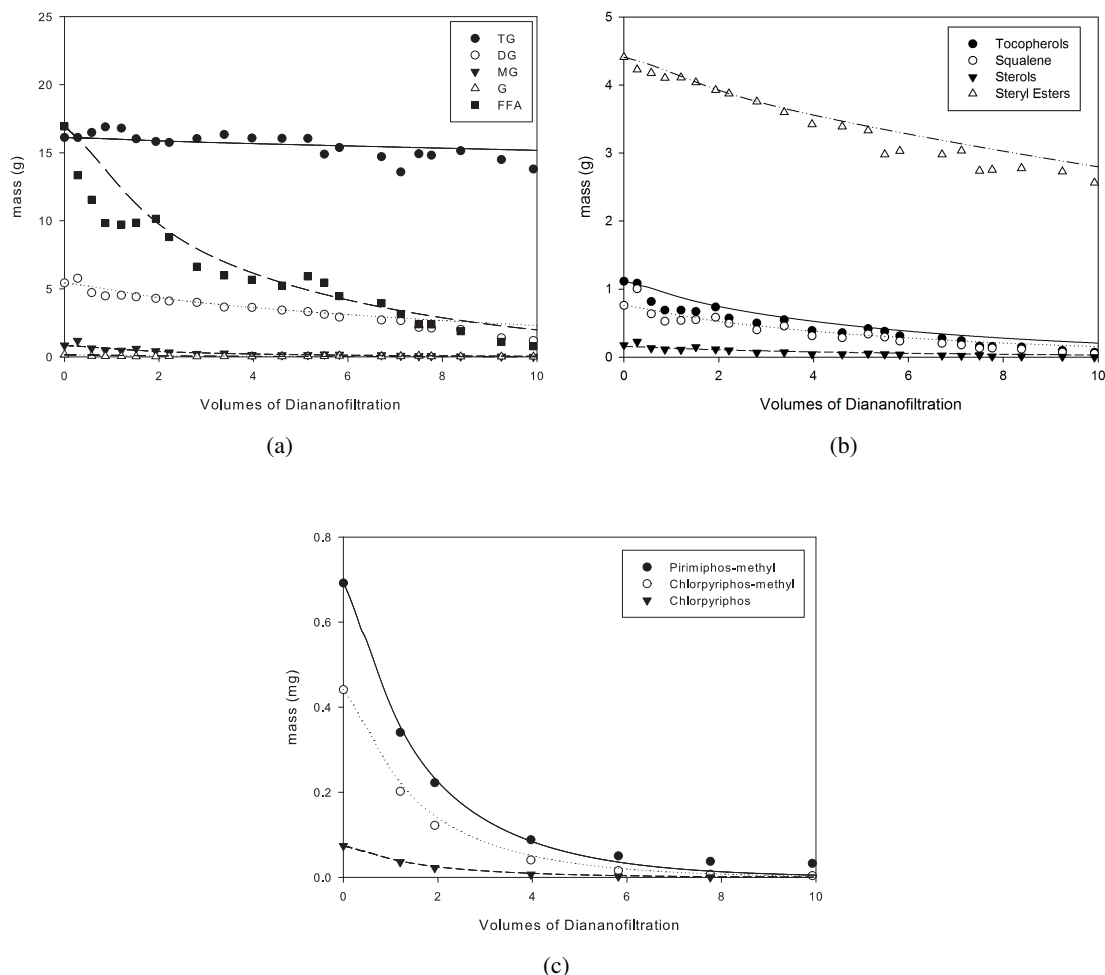 25
20
15
10
5
0
mass (g)
TG
DG
MG
G
FFA
0 2 4 6 8 10
Volumes of Diananofiltration
(a)
5
4
3
2
1
0
mass (g)
Tocopherols
Squalene
Sterols
Steryl Esters
0 2 4 6 8 10
Volumes of Diananofiltration
(b)
0.8
0.6
0.4
0.2
0.0
mass (mg)
Pirimiphos-methyl
Chlorpyriphos-methyl
Chlorpyriphos
0 2 4 6 8 10
Volumes of Diananofiltration
(c)